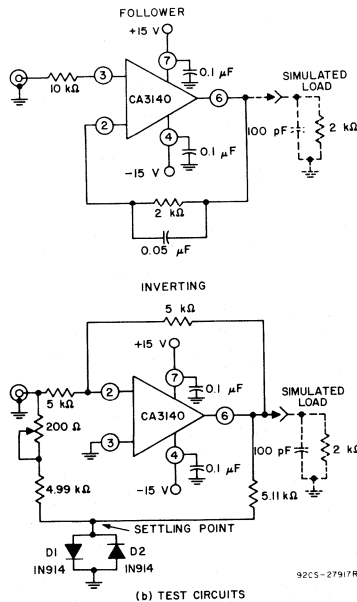 FOLLOWER
+15 V
7
0.1 μF
3
10 kΩ
CA3140
6
2
4
0.1 μF
-15 V
SIMULATED
LOAD
100 pF
2 kΩ
2 kΩ
0.05 μF
INVERTING
5 kΩ
+15 V
7
0.1 μF
5 kΩ
2
CA3140
6
SIMULATED
LOAD
200 Ω
3
4
0.1 μF
100 pF
2 kΩ
4.99 kΩ
-15 V
5.11 kΩ
SETTLING POINT
D1
1N914
D2
1N914
92CS-27917R
(b) TEST CIRCUITS